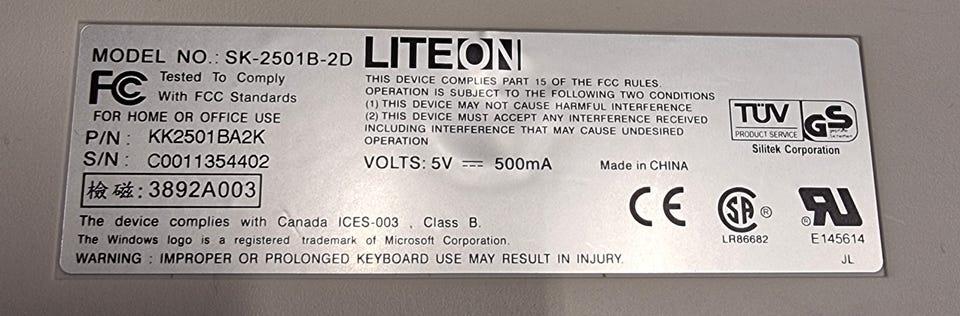 MODEL NO.: SK-2501B-2D LITEON
FCC Tested To Comply
With FCC Standards
FOR HOME OR OFFICE USE
P/N: KK2501BA2K
S/N: C0011354402
檢磁:3892A003
THIS DEVICE COMPLIES PART 15 OF THE FCC RULES.
OPERATION IS SUBJECT TO THE FOLLOWING TWO CONDITIONS
(1) THIS DEVICE MAY NOT CAUSE HARMFUL INTERFERENCE
(2) THIS DEVICE MUST ACCEPT ANY INTERFERENCE RECEIVED
INCLUDING INTERFERENCE THAT MAY CAUSE UNDESIRED
OPERATION
VOLTS: 5V 500mA Made in CHINA
TÜV
PRODUCT SERVICE
GS
Silitek Corporation
CE
SA ®
LR86682
® RU
E145614
JL
The device complies with Canada ICES-003 , Class B.
The Windows logo is a registered trademark of Microsoft Corporation.
WARNING : IMPROPER OR PROLONGED KEYBOARD USE MAY RESULT IN INJURY.